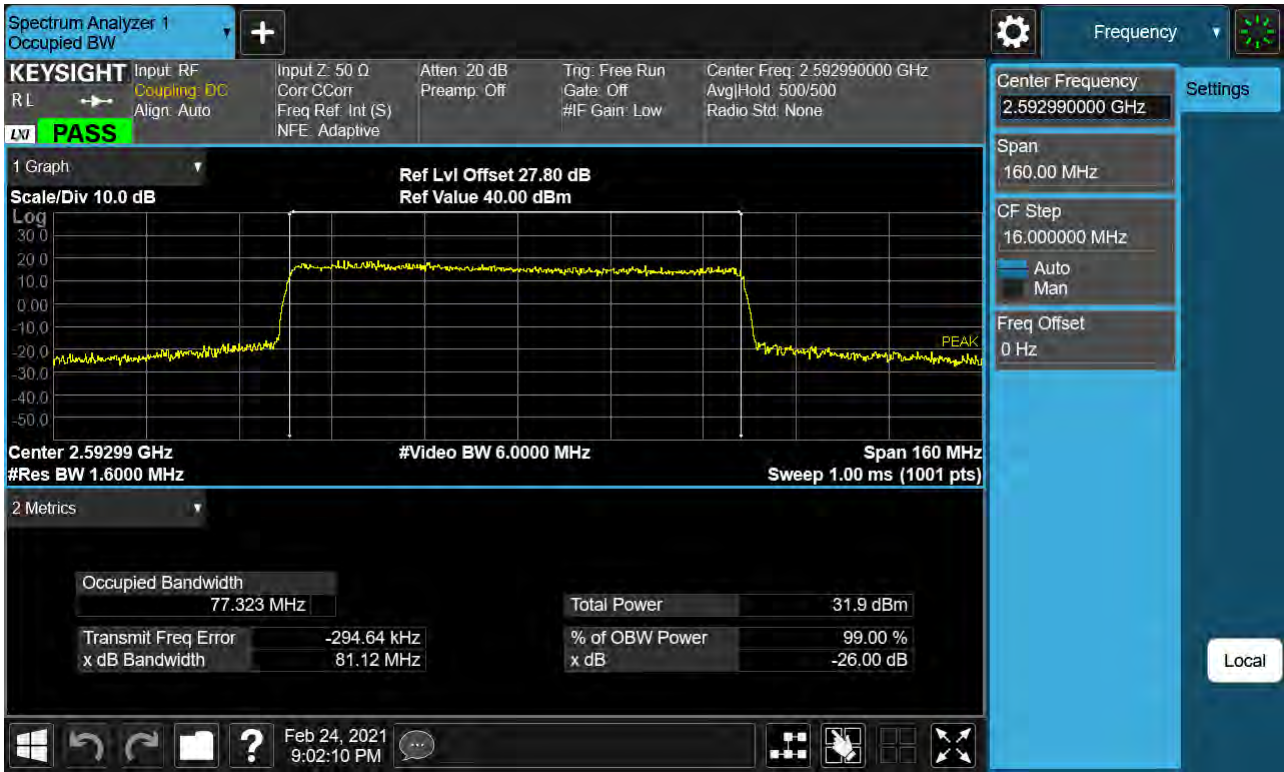 Spectrum Analyzer 1
Occupied BW
Frequency
KEYSIGHT
RL
LXI
PASS
Input: RF
Coupling: DC
Align: Auto
Input Z: 50 Ω
Corr CCorr
Freq Ref: Int (S)
NFE: Adaptive
Atten: 20 dB
Preamp: Off
Trig: Free Run
Gate: Off
#IF Gain: Low
Center Freq: 2.592990000 GHz
Avg|Hold: 500/500
Radio Std: None
Center Frequency
2.592990000 GHz
Settings
Span
160.00 MHz
CF Step
16.000000 MHz
Auto
Man
Freq Offset
0 Hz
Local
1 Graph
Scale/Div 10.0 dB
Ref Lvl Offset 27.80 dB
Ref Value 40.00 dBm
Log
30.0
20.0
10.0
0.00
-10.0
-20.0
-30.0
-40.0
-50.0
PEAK
Center 2.59299 GHz
#Video BW 6.0000 MHz
Span 160 MHz
#Res BW 1.6000 MHz
Sweep 1.00 ms (1001 pts)
2 Metrics
Occupied Bandwidth
77.323 MHz
Total Power 31.9 dBm
Transmit Freq Error -294.64 kHz
% of OBW Power 99.00 %
x dB Bandwidth 81.12 MHz
x dB -26.00 dB
Feb 24, 2021
9:02:10 PM